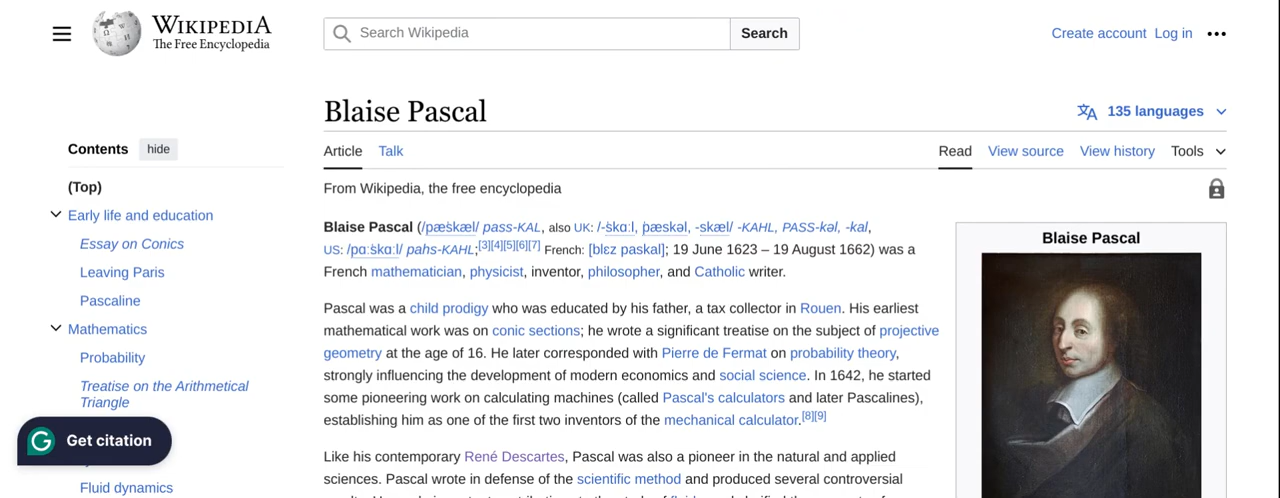 WIKIPEDIA
The Free Encyclopedia
Search Wikipedia
Search
Create account Log in
Blaise Pascal
135 languages
Contents hide
Article Talk
Read View source View history Tools
(Top)
Early life and education
Essay on Conics
Leaving Paris
Pascaline
Mathematics
Probability
Treatise on the Arithmetical
Triangle
Fluid dynamics
Get citation
From Wikipedia, the free encyclopedia
Blaise Pascal (/pæˈskæl/ pass-KAL, also UK: /-ˈskɑːl, ˈpæskəl, -skæl/ -KAHL, PASS-kəl, -kal,
US: /pɑːˈskɑːl/ pahs-KAHL;[3][4][5][6][7] French: [blɛz paskal]; 19 June 1623 – 19 August 1662) was a
French mathematician, physicist, inventor, philosopher, and Catholic writer.
Pascal was a child prodigy who was educated by his father, a tax collector in Rouen. His earliest
mathematical work was on conic sections; he wrote a significant treatise on the subject of projective
geometry at the age of 16. He later corresponded with Pierre de Fermat on probability theory,
strongly influencing the development of modern economics and social science. In 1642, he started
some pioneering work on calculating machines (called Pascal's calculators and later Pascalines),
establishing him as one of the first two inventors of the mechanical calculator.[8][9]
Like his contemporary René Descartes, Pascal was also a pioneer in the natural and applied
sciences. Pascal wrote in defense of the scientific method and produced several controversial
Blaise Pascal